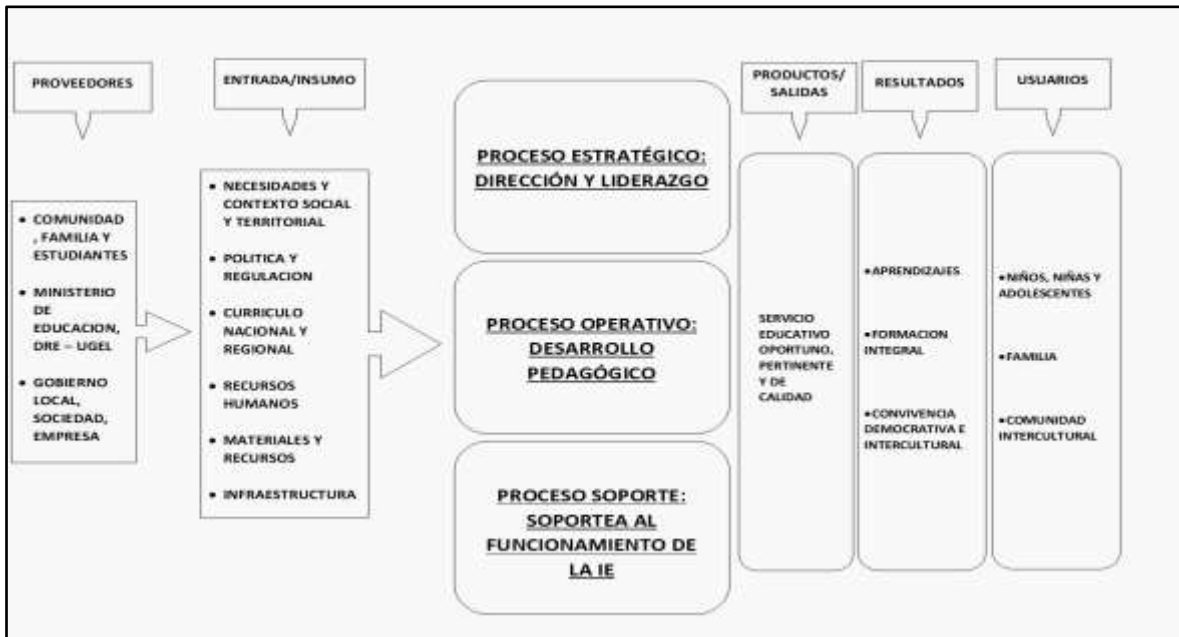 PROVEEDORES
• COMUNIDAD
, FAMILIA Y
ESTUDIANTES
• MINISTERIO
DE
EDUCACION,
DRE – UGEL
• GOBIERNO
LOCAL,
SOCIEDAD,
EMPRESA
ENTRADA/INSUMO
• NECESIDADES Y
CONTEXTO SOCIAL
Y TERRITORIAL
• POLITICA Y
REGULACION
• CURRICULO
NACIONAL Y
REGIONAL
• RECURSOS
HUMANOS
• MATERIALES Y
RECURSOS
• INFRAESTRUCTURA
PROCESO ESTRATÉGICO:
DIRECCIÓN Y LIDERAZGO
PROCESO OPERATIVO:
DESARROLLO
PEDAGÓGICO
PROCESO SOPORTE:
SOPORTEA AL
FUNCIONAMIENTO DE
LA IE
PRODUCTOS/
SALIDAS
SERVICIO
EDUCATIVO
OPORTUNO,
PERTINENTE
Y DE
CALIDAD
RESULTADOS
•APRENDIZAJES
•FORMACION
INTEGRAL
•CONVIVENCIA
DEMOCRATIVA E
INTERCULTURAL
USUARIOS
•NIÑOS, NIÑAS Y
ADOLESCENTES
•FAMILIA
•COMUNIDAD
INTERCULTURAL